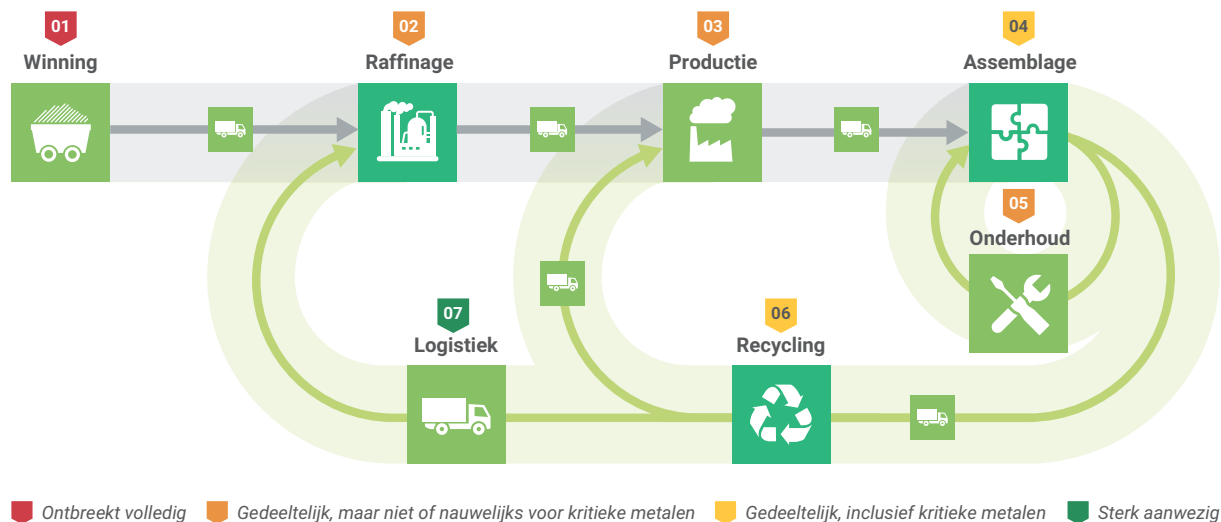 01
Winning
02
Raffinage
03
Productie
04
Assemblage
05
Onderhoud
07
Logistiek
06
Recycling
Ontbreekt volledig
Gedeeltelijk, maar niet of nauwelijks voor kritieke metalen
Gedeeltelijk, inclusief kritieke metalen
Sterk aanwezig